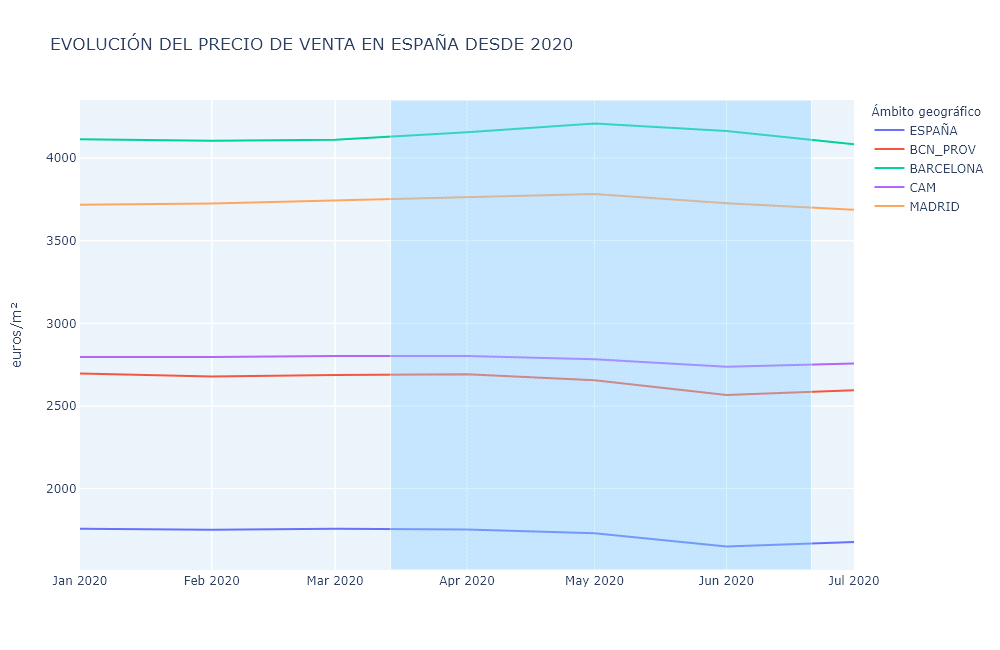 EVOLUCIÓN DEL PRECIO DE VENTA EN ESPAÑA DESDE 2020
Ámbito geográfico
ESPAÑA
BCN_PROV
BARCELONA
CAM
MADRID
euros/m²
4000
3500
3000
2500
2000
Jan 2020 Feb 2020 Mar 2020 Apr 2020 May 2020 Jun 2020 Jul 2020